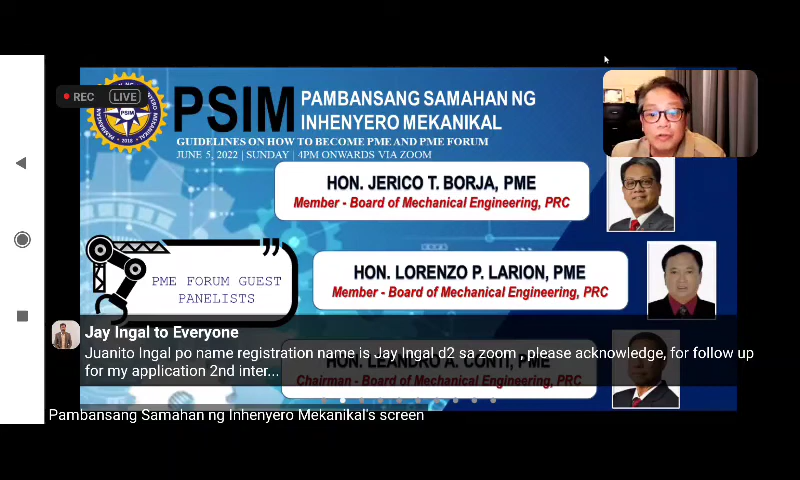 REC LIVE
PSIM
PAMBANSANG SAMAHAN NG
INHENYERO MEKANIKAL
GUIDELINES ON HOW TO BECOME PME AND PME FORUM
JUNE 5, 2022 | SUNDAY | 4PM ONWARDS VIA ZOOM
HON. JERICO T. BORJA, PME
Member - Board of Mechanical Engineering, PRC
PME FORUM GUEST
PANELISTS
HON. LORENZO P. LARION, PME
Member - Board of Mechanical Engineering, PRC
Jay Ingal to Everyone
Juanito Ingal po name registration name is Jay Ingal d2 sa zoom , please acknowledge, for follow up
for my application 2nd inter...
HON. LEANDRO A. CONTI, PME
Chairman - Board of Mechanical Engineering, PRC
Pambansang Samahan ng Inhenyero Mekanikal's screen